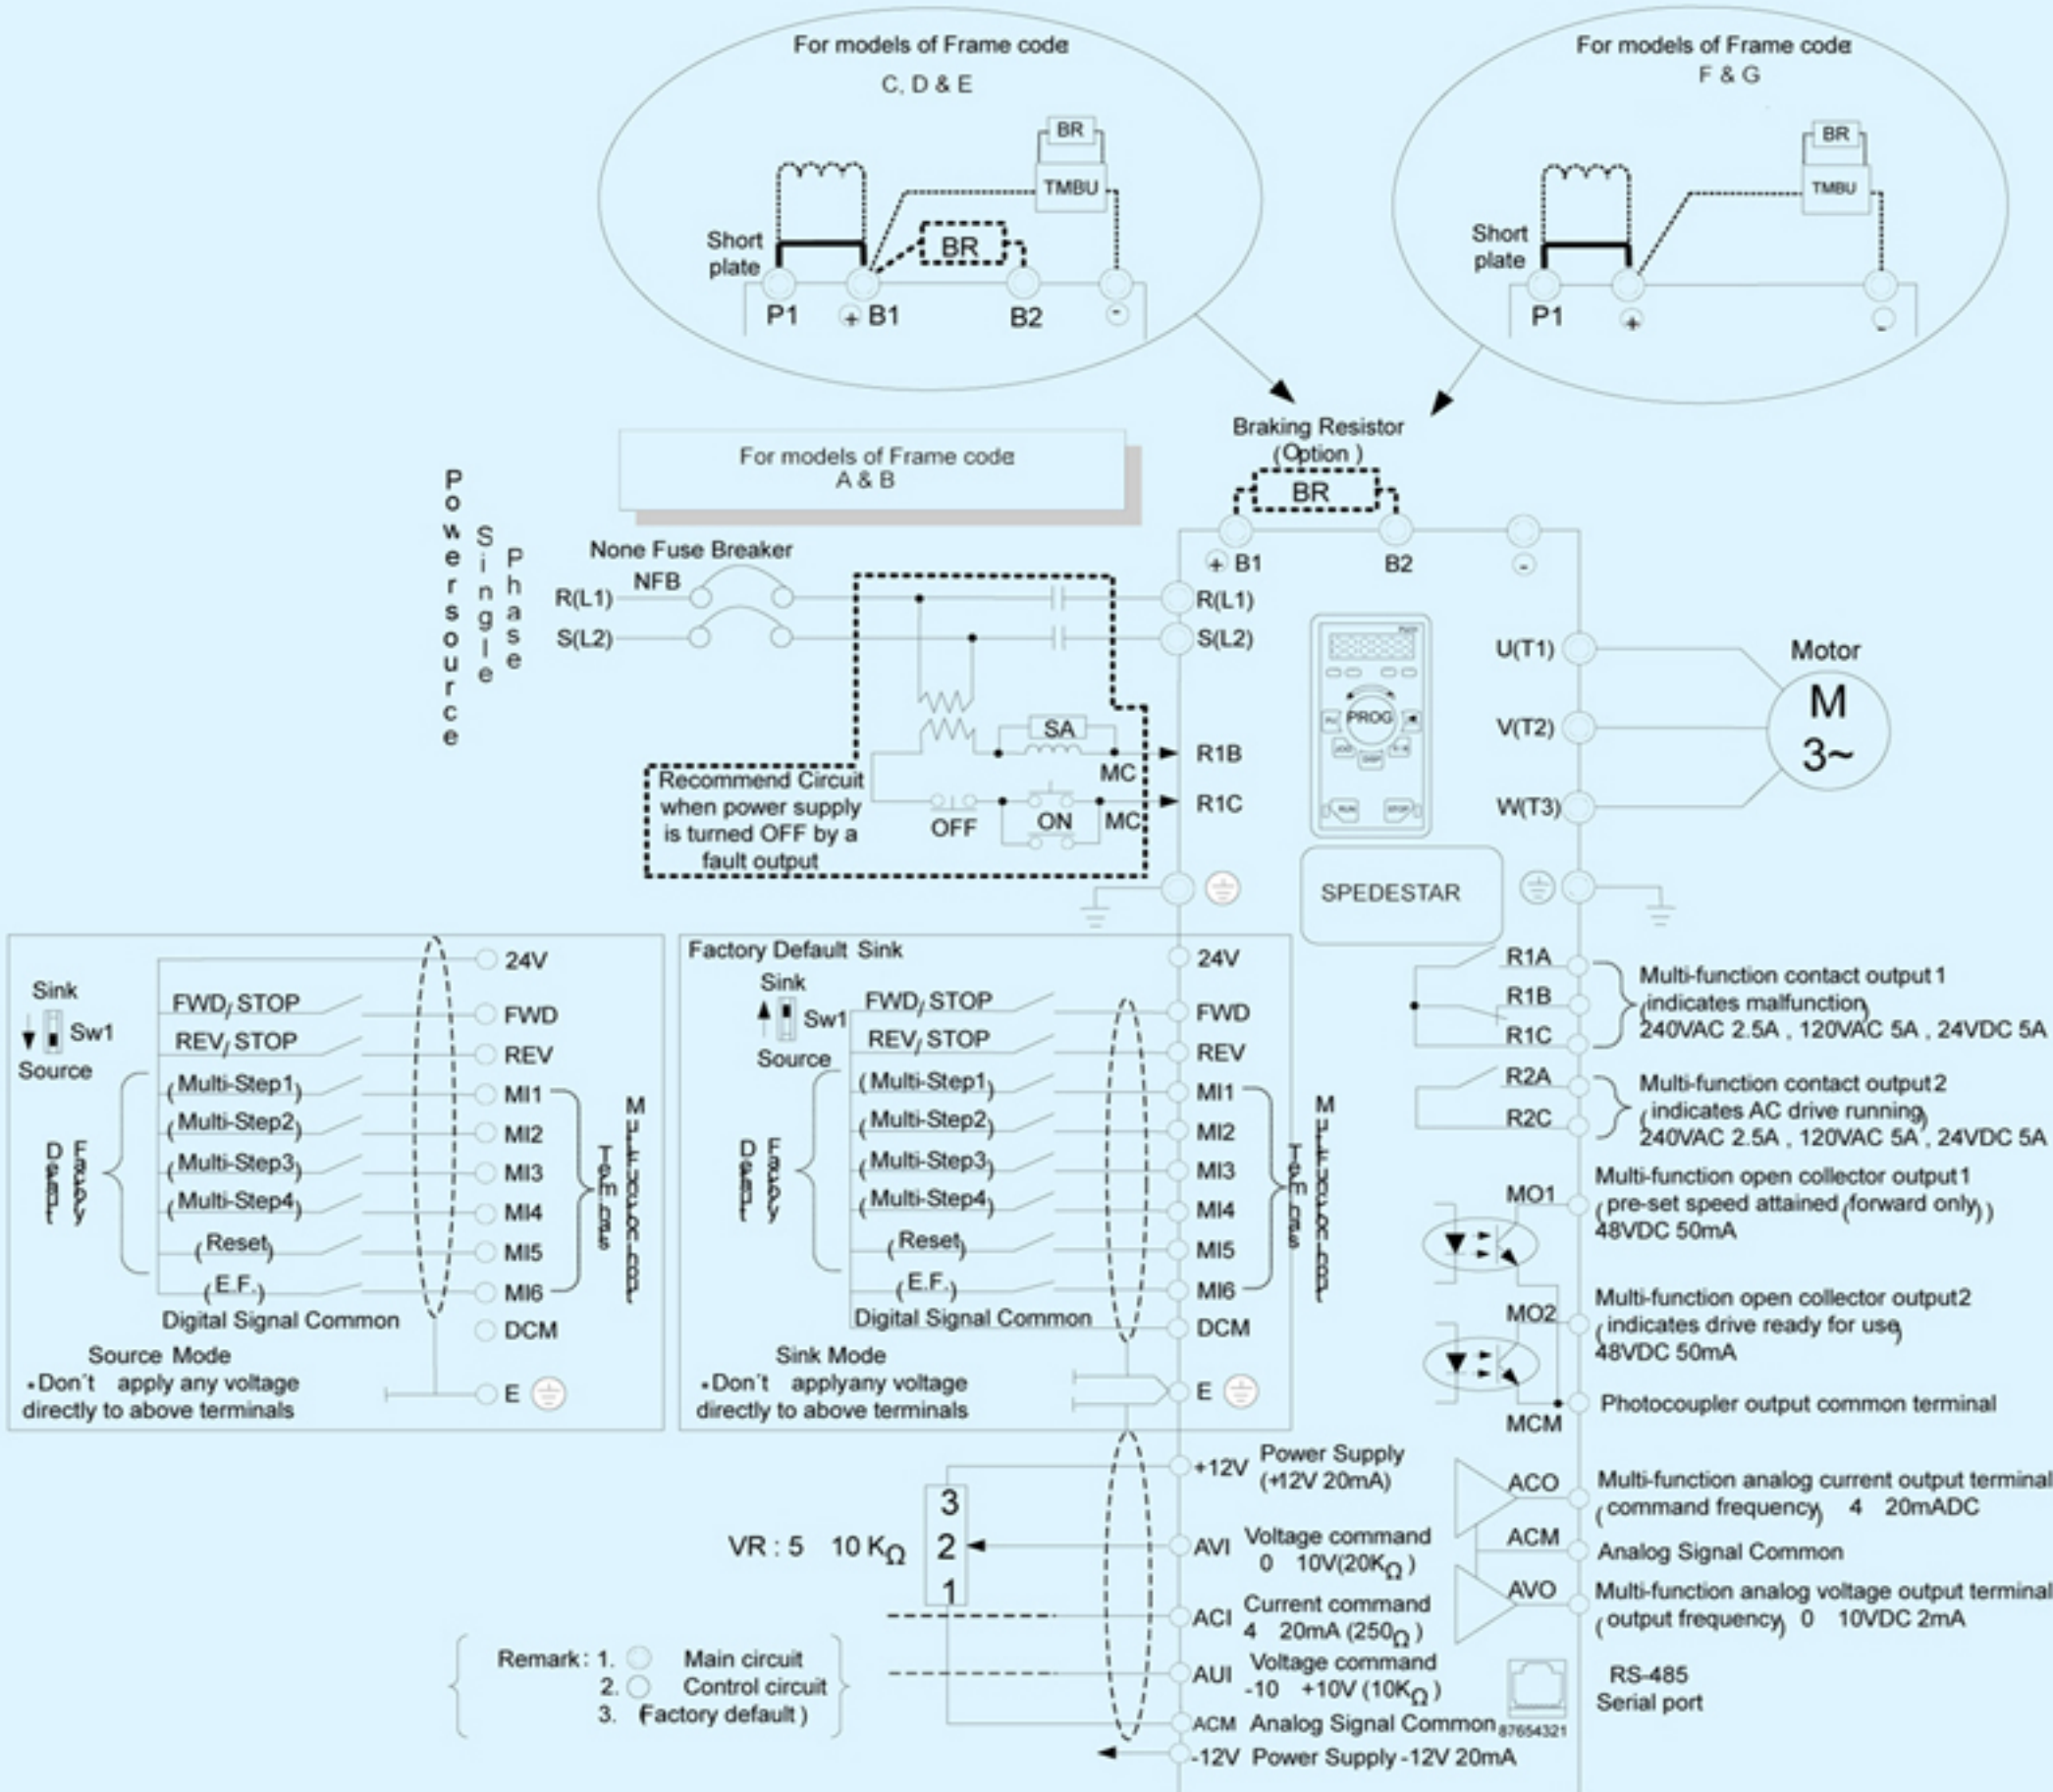 For models of Frame code
C, D & E
BR
TMBU
Short
plate
BR
P1
+ B1
B2
-
For models of Frame code
F & G
BR
TMBU
Short
plate
P1
+
-
Braking Resistor
(Option )
BR
+ B1
B2
-
For models of Frame code
A & B
Powersource
Single
Phase
None Fuse Breaker
NFB
R(L1)
S(L2)
R(L1)
S(L2)
SA
MC
R1B
OFF
ON
MC
R1C
Recommend Circuit
when power supply
is turned OFF by a
fault output
PROG
RUN
STOP
U(T1)
V(T2)
W(T3)
Motor
M
3~
SPEDESTAR
Sink
Sw1
Source
24V
FWD/ STOP
FWD
REV/ STOP
REV
(Multi-Step1)
MI1
(Multi-Step2)
MI2
(Multi-Step3)
MI3
(Multi-Step4)
MI4
(Reset)
MI5
(E.F.)
MI6
Digital Signal Common
DCM
Source Mode
*Don't apply any voltage
directly to above terminals
E
Factory Default Sink
Sink
Sw1
Source
24V
FWD/ STOP
FWD
REV/ STOP
REV
(Multi-Step1)
MI1
(Multi-Step2)
MI2
(Multi-Step3)
MI3
(Multi-Step4)
MI4
(Reset)
MI5
(E.F.)
MI6
Digital Signal Common
DCM
Sink Mode
*Don't applyany voltage
directly to above terminals
E
R1A
R1B
R1C
Multi-function contact output 1
(indicates malfunction)
240VAC 2.5A , 120VAC 5A , 24VDC 5A
R2A
R2C
Multi-function contact output 2
( indicates AC drive running)
240VAC 2.5A , 120VAC 5A , 24VDC 5A
MO1
Multi-function open collector output 1
( pre-set speed attained (forward only) )
48VDC 50mA
MO2
Multi-function open collector output 2
( indicates drive ready for use)
48VDC 50mA
MCM
Photocoupler output common terminal
ACO
Multi-function analog current output terminal
( command frequency) 4 20mADC
ACM
Analog Signal Common
AVO
Multi-function analog voltage output terminal
( output frequency) 0 10VDC 2mA
RS-485
Serial port
87654321
+12V Power Supply
(+12V 20mA)
3
2
1
VR : 5 10 KΩ
AVI Voltage command
0 10V(20KΩ )
ACI Current command
4 20mA (250Ω )
AUI Voltage command
-10 +10V (10KΩ )
ACM Analog Signal Common
-12V Power Supply -12V 20mA
Remark : 1. Main circuit
2. Control circuit
3. (Factory default )